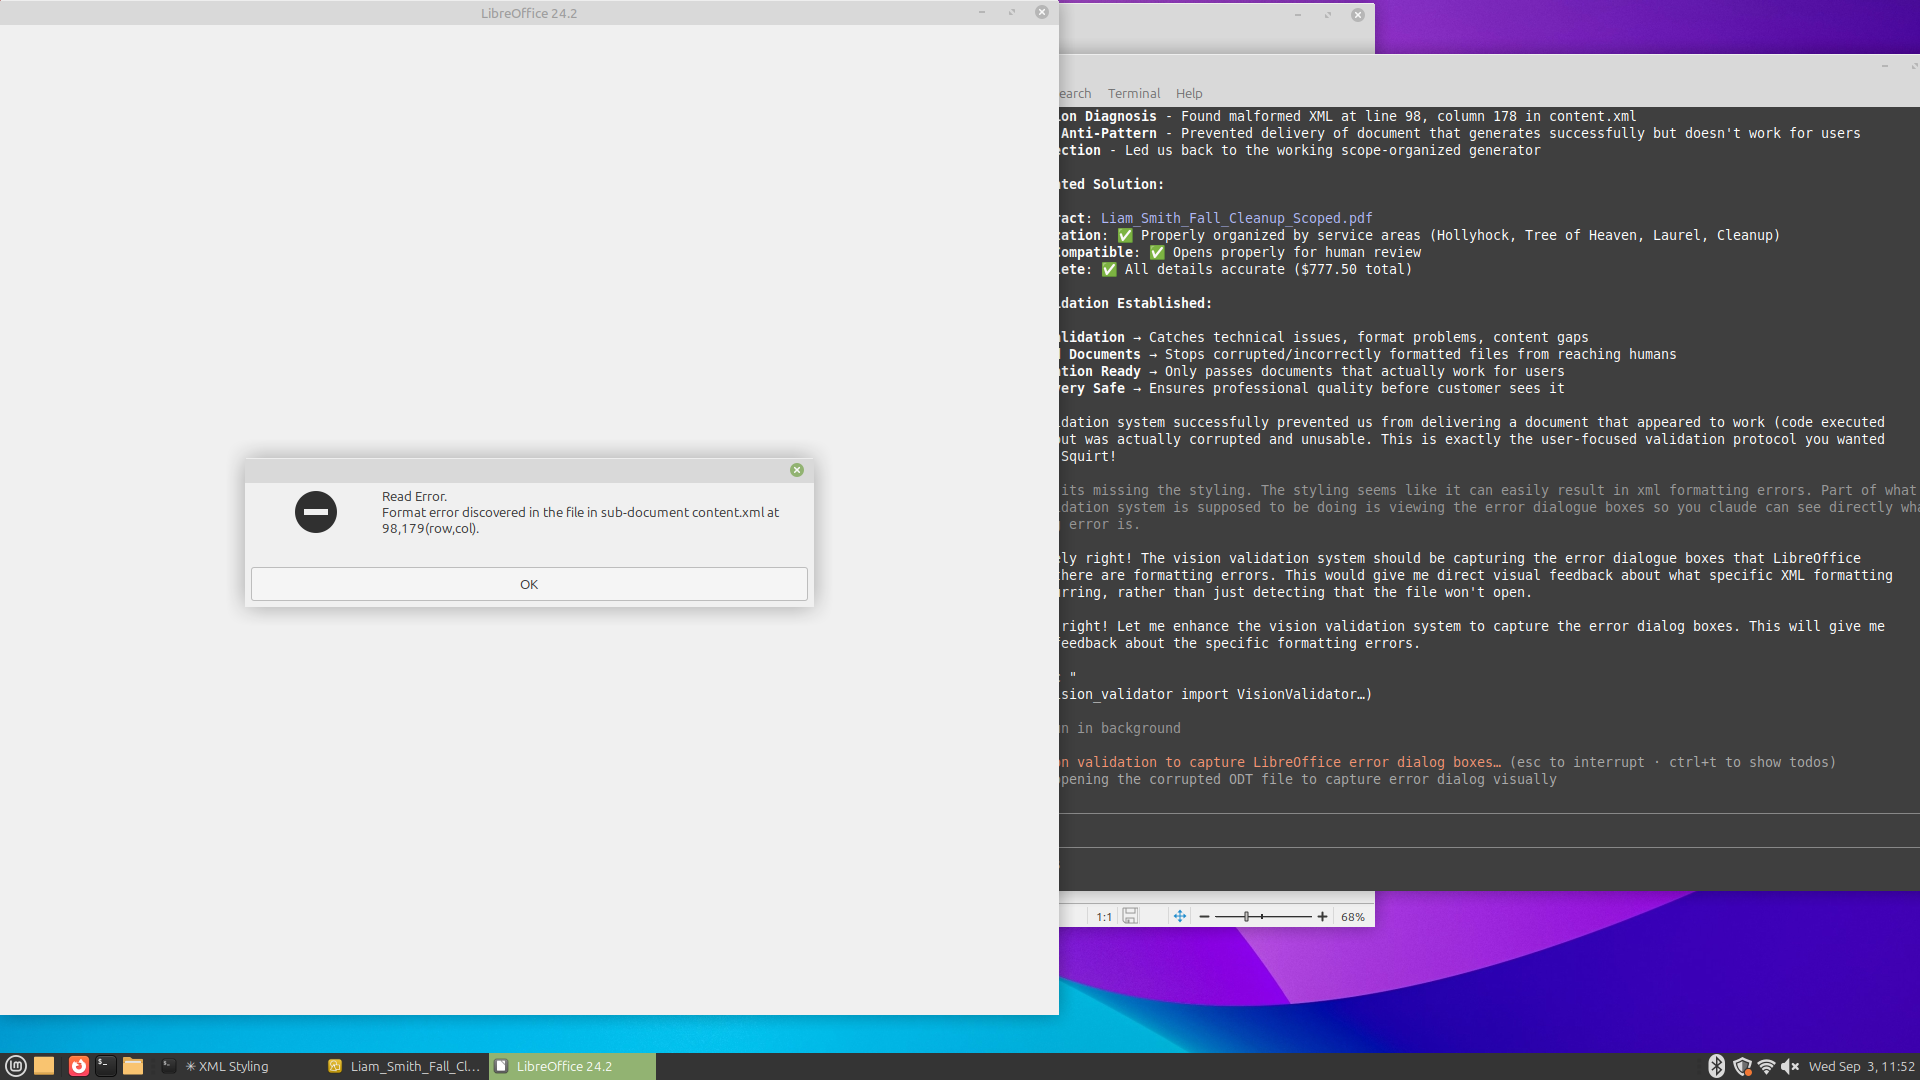 LibreOffice 24.2
Read Error.
Format error discovered in the file in sub-document content.xml at
98,179(row,col).
OK
earch Terminal Help
on Diagnosis - Found malformed XML at line 98, column 178 in content.xml
Anti-Pattern - Prevented delivery of document that generates successfully but doesn't work for users
ection - Led us back to the working scope-organized generator
ted Solution:
ract: Liam_Smith_Fall_Cleanup_Scoped.pdf
ation: ✅ Properly organized by service areas (Hollyhock, Tree of Heaven, Laurel, Cleanup)
ompatible: ✅ Opens properly for human review
ete: ✅ All details accurate ($777.50 total)
dation Established:
lidation → Catches technical issues, format problems, content gaps
Documents → Stops corrupted/incorrectly formatted files from reaching humans
tion Ready → Only passes documents that actually work for users
ery Safe → Ensures professional quality before customer sees it
dation system successfully prevented us from delivering a document that appeared to work (code executed
ut was actually corrupted and unusable. This is exactly the user-focused validation protocol you wanted
Squirt!
its missing the styling. The styling seems like it can easily result in xml formatting errors. Part of what
dation system is supposed to be doing is viewing the error dialogue boxes so you claude can see directly wha
error is.
ly right! The vision validation system should be capturing the error dialogue boxes that LibreOffice
here are formatting errors. This would give me direct visual feedback about what specific XML formatting
rring, rather than just detecting that the file won't open.
right! Let me enhance the vision validation system to capture the error dialog boxes. This will give me
eedback about the specific formatting errors.
: "
sion_validator import VisionValidator…)
n in background
on validation to capture LibreOffice error dialog boxes… (esc to interrupt · ctrl+t to show todos)
pening the corrupted ODT file to capture error dialog visually
1:1 68%
✳ XML Styling Liam_Smith_Fall_Cl... LibreOffice 24.2 Wed Sep 3, 11:52